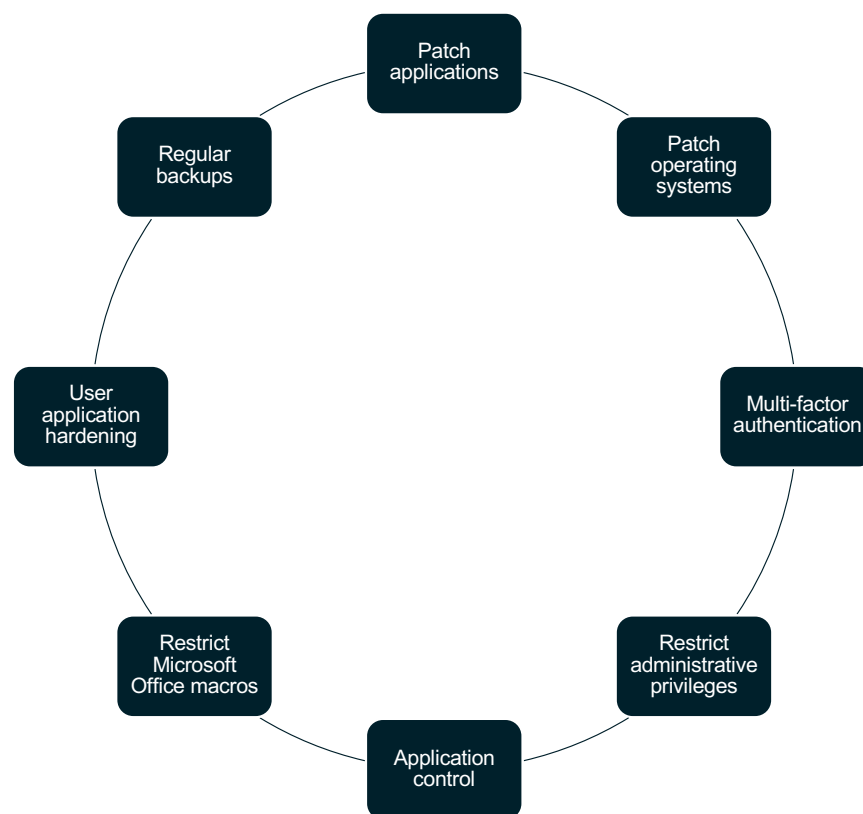 Patch
applications
Patch
operating
systems
Multi-factor
authentication
Restrict
administrative
privileges
Application
control
Restrict
Microsoft
Office macros
User
application
hardening
Regular
backups